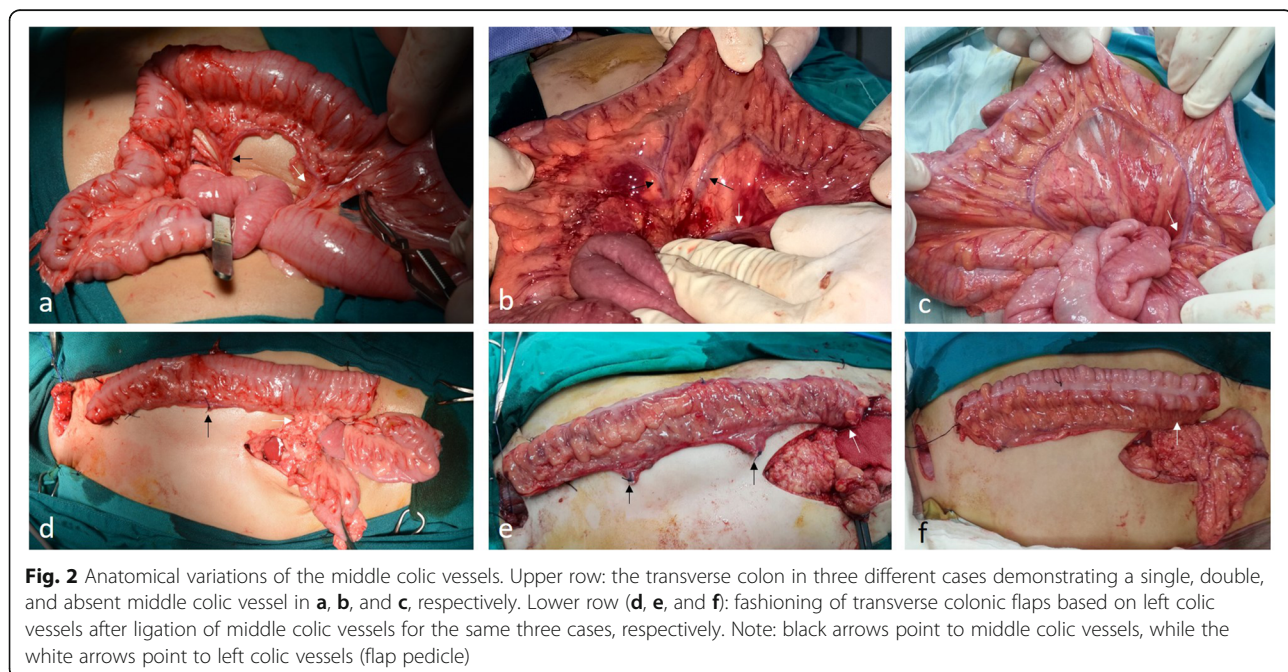 a
b
c
d
e
f
Fig. 2 Anatomical variations of the middle colic vessels. Upper row: the transverse colon in three different cases demonstrating a single, double,
and absent middle colic vessel in a, b, and c, respectively. Lower row (d, e, and f): fashioning of transverse colonic flaps based on left colic
vessels after ligation of middle colic vessels for the same three cases, respectively. Note: black arrows point to middle colic vessels, while the
white arrows point to left colic vessels (flap pedicle)